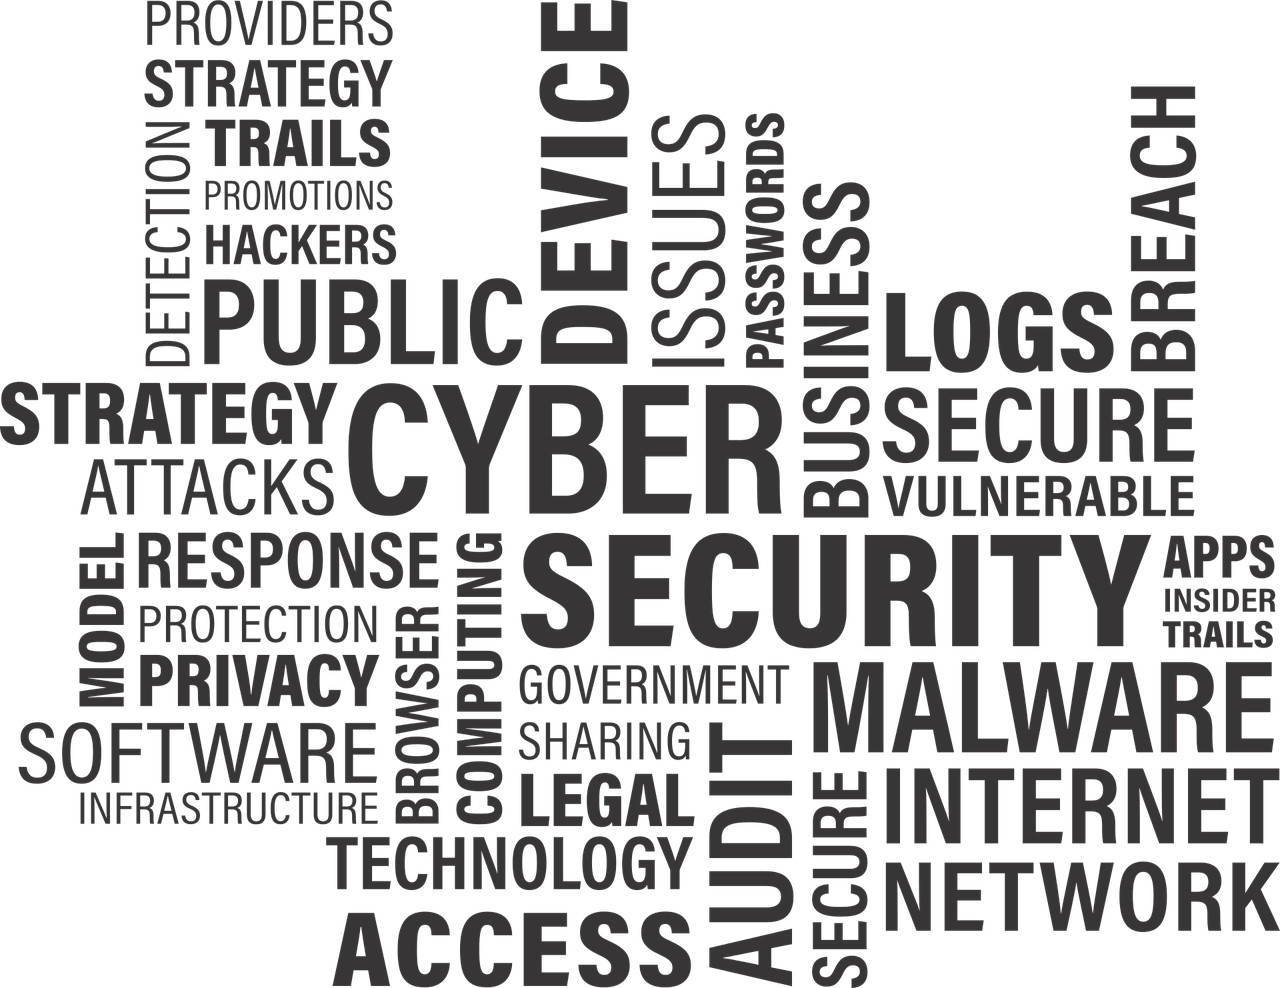 PROVIDERS
STRATEGY
DETECTION
TRAILS
PROMOTIONS
HACKERS
PUBLIC
DEVICE
ISSUES
PASSWORDS
BUSINESS
LOGS
BREACH
STRATEGY
CYBER
SECURE
ATTACKS
VULNERABLE
MODEL
RESPONSE
COMPUTING
SECURITY
APPS
INSIDER
TRAILS
PROTECTION
BROWSER
PRIVACY
GOVERNMENT
MALWARE
SOFTWARE
SHARING
AUDIT
INFRASTRUCTURE
LEGAL
SECURE
INTERNET
TECHNOLOGY
NETWORK
ACCESS